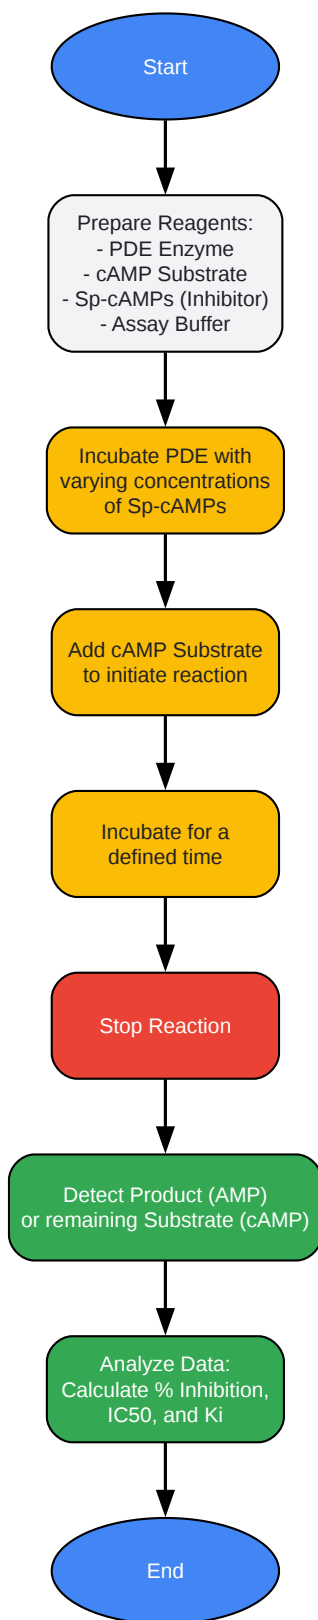 Start
Prepare Reagents:
- PDE Enzyme
- cAMP Substrate
- Sp-cAMPs (Inhibitor)
- Assay Buffer
Incubate PDE with
varying concentrations
of Sp-cAMPs
Add cAMP Substrate
to initiate reaction
Incubate for a
defined time
Stop Reaction
Detect Product (AMP)
or remaining Substrate (cAMP)
Analyze Data:
Calculate % Inhibition,
IC50, and Ki
End